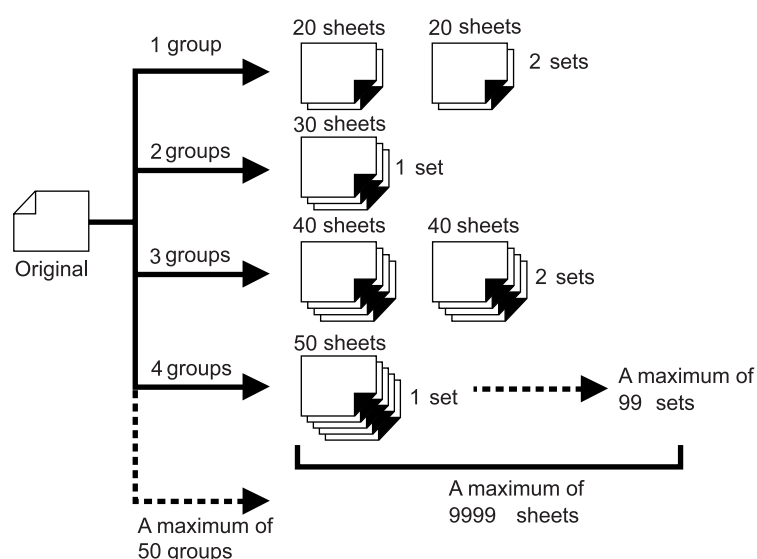 20 sheets 20 sheets
1 group
2 sets
30 sheets
2 groups
1 set
40 sheets 40 sheets
3 groups
Original
2 sets
50 sheets
4 groups
1 set
A maximum of
99 sets
A maximum of
9999 sheets
A maximum of
50 groups